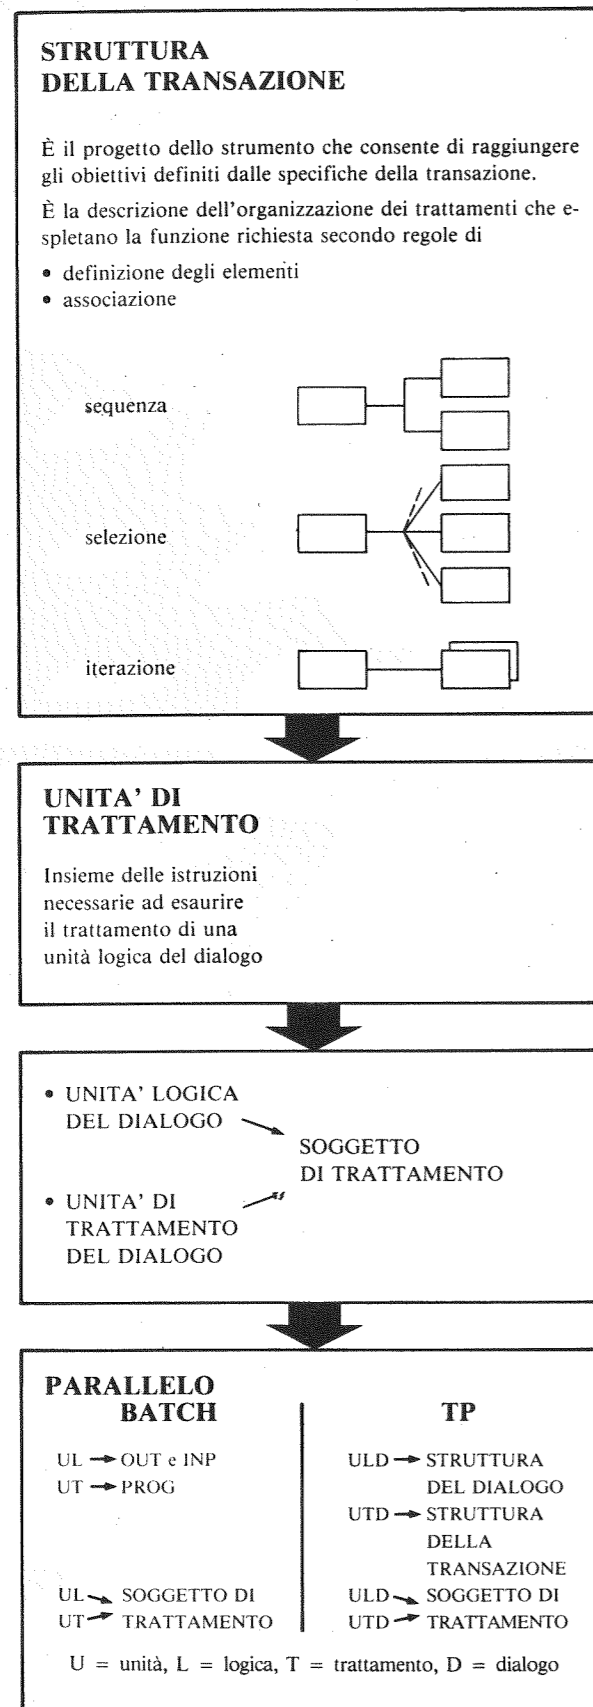 STRUTTURA
DELLA TRANSAZIONE
È il progetto dello strumento che consente di raggiungere
gli obiettivi definiti dalle specifiche della transazione.
È la descrizione dell'organizzazione dei trattamenti che e-
spletano la funzione richiesta secondo regole di
• definizione degli elementi
• associazione
sequenza
selezione
iterazione
UNITA' DI
TRATTAMENTO
Insieme delle istruzioni
necessarie ad esaurire
il trattamento di una
unità logica del dialogo
• UNITA' LOGICA
DEL DIALOGO
SOGGETTO
DI TRATTAMENTO
• UNITA' DI
TRATTAMENTO
DEL DIALOGO
PARALLELO
BATCH
UL → OUT e INP
UT → PROG
UL SOGGETTO DI
UT TRATTAMENTO
TP
ULD → STRUTTURA
DEL DIALOGO
UTD → STRUTTURA
DELLA
TRANSAZIONE
ULD SOGGETTO DI
UTD TRATTAMENTO
U = unità, L = logica, T = trattamento, D = dialogo